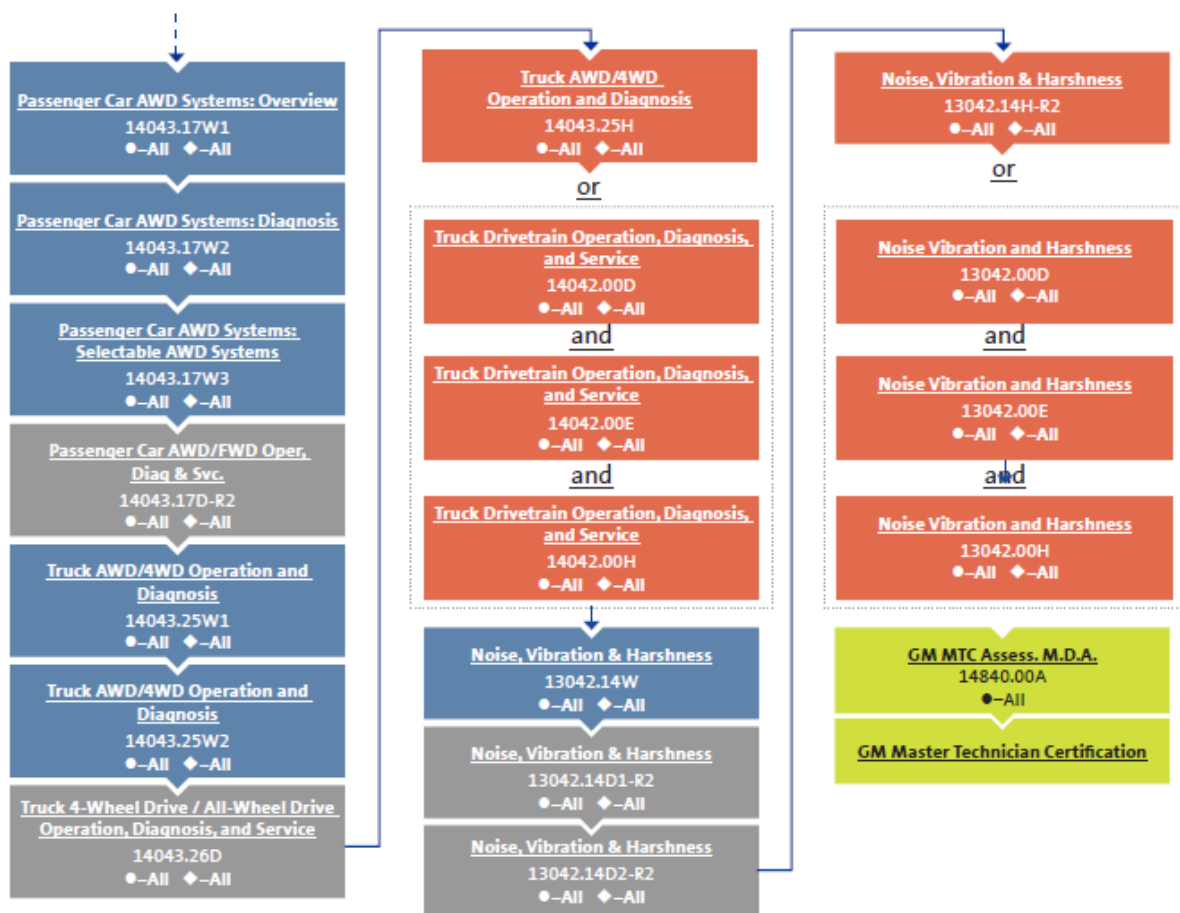 Passenger Car AWD Systems: Overview
14043.17W1
●–All ◆–All
Passenger Car AWD Systems: Diagnosis
14043.17W2
●–All ◆–All
Passenger Car AWD Systems:
Selectable AWD Systems
14043.17W3
●–All ◆–All
Passenger Car AWD/FWD Oper,
Diag & Svc.
14043.17D-R2
●–All ◆–All
Truck AWD/4WD Operation and
Diagnosis
14043.25W1
●–All ◆–All
Truck AWD/4WD Operation and
Diagnosis
14043.25W2
●–All ◆–All
Truck 4-Wheel Drive / All-Wheel Drive
Operation, Diagnosis, and Service
14043.26D
●–All ◆–All
Truck AWD/4WD
Operation and Diagnosis
14043.25H
●–All ◆–All
or
Truck Drivetrain Operation, Diagnosis,
and Service
14042.00D
●–All ◆–All
and
Truck Drivetrain Operation, Diagnosis,
and Service
14042.00E
●–All ◆–All
and
Truck Drivetrain Operation, Diagnosis,
and Service
14042.00H
●–All ◆–All
Noise, Vibration & Harshness
13042.14W
●–All ◆–All
Noise, Vibration & Harshness
13042.14D1-R2
●–All ◆–All
Noise, Vibration & Harshness
13042.14D2-R2
●–All ◆–All
Noise, Vibration & Harshness
13042.14H-R2
●–All ◆–All
or
Noise Vibration and Harshness
13042.00D
●–All ◆–All
and
Noise Vibration and Harshness
13042.00E
●–All ◆–All
and
Noise Vibration and Harshness
13042.00H
●–All ◆–All
GM MTC Assess. M.D.A.
14840.00A
●–All
GM Master Technician Certification